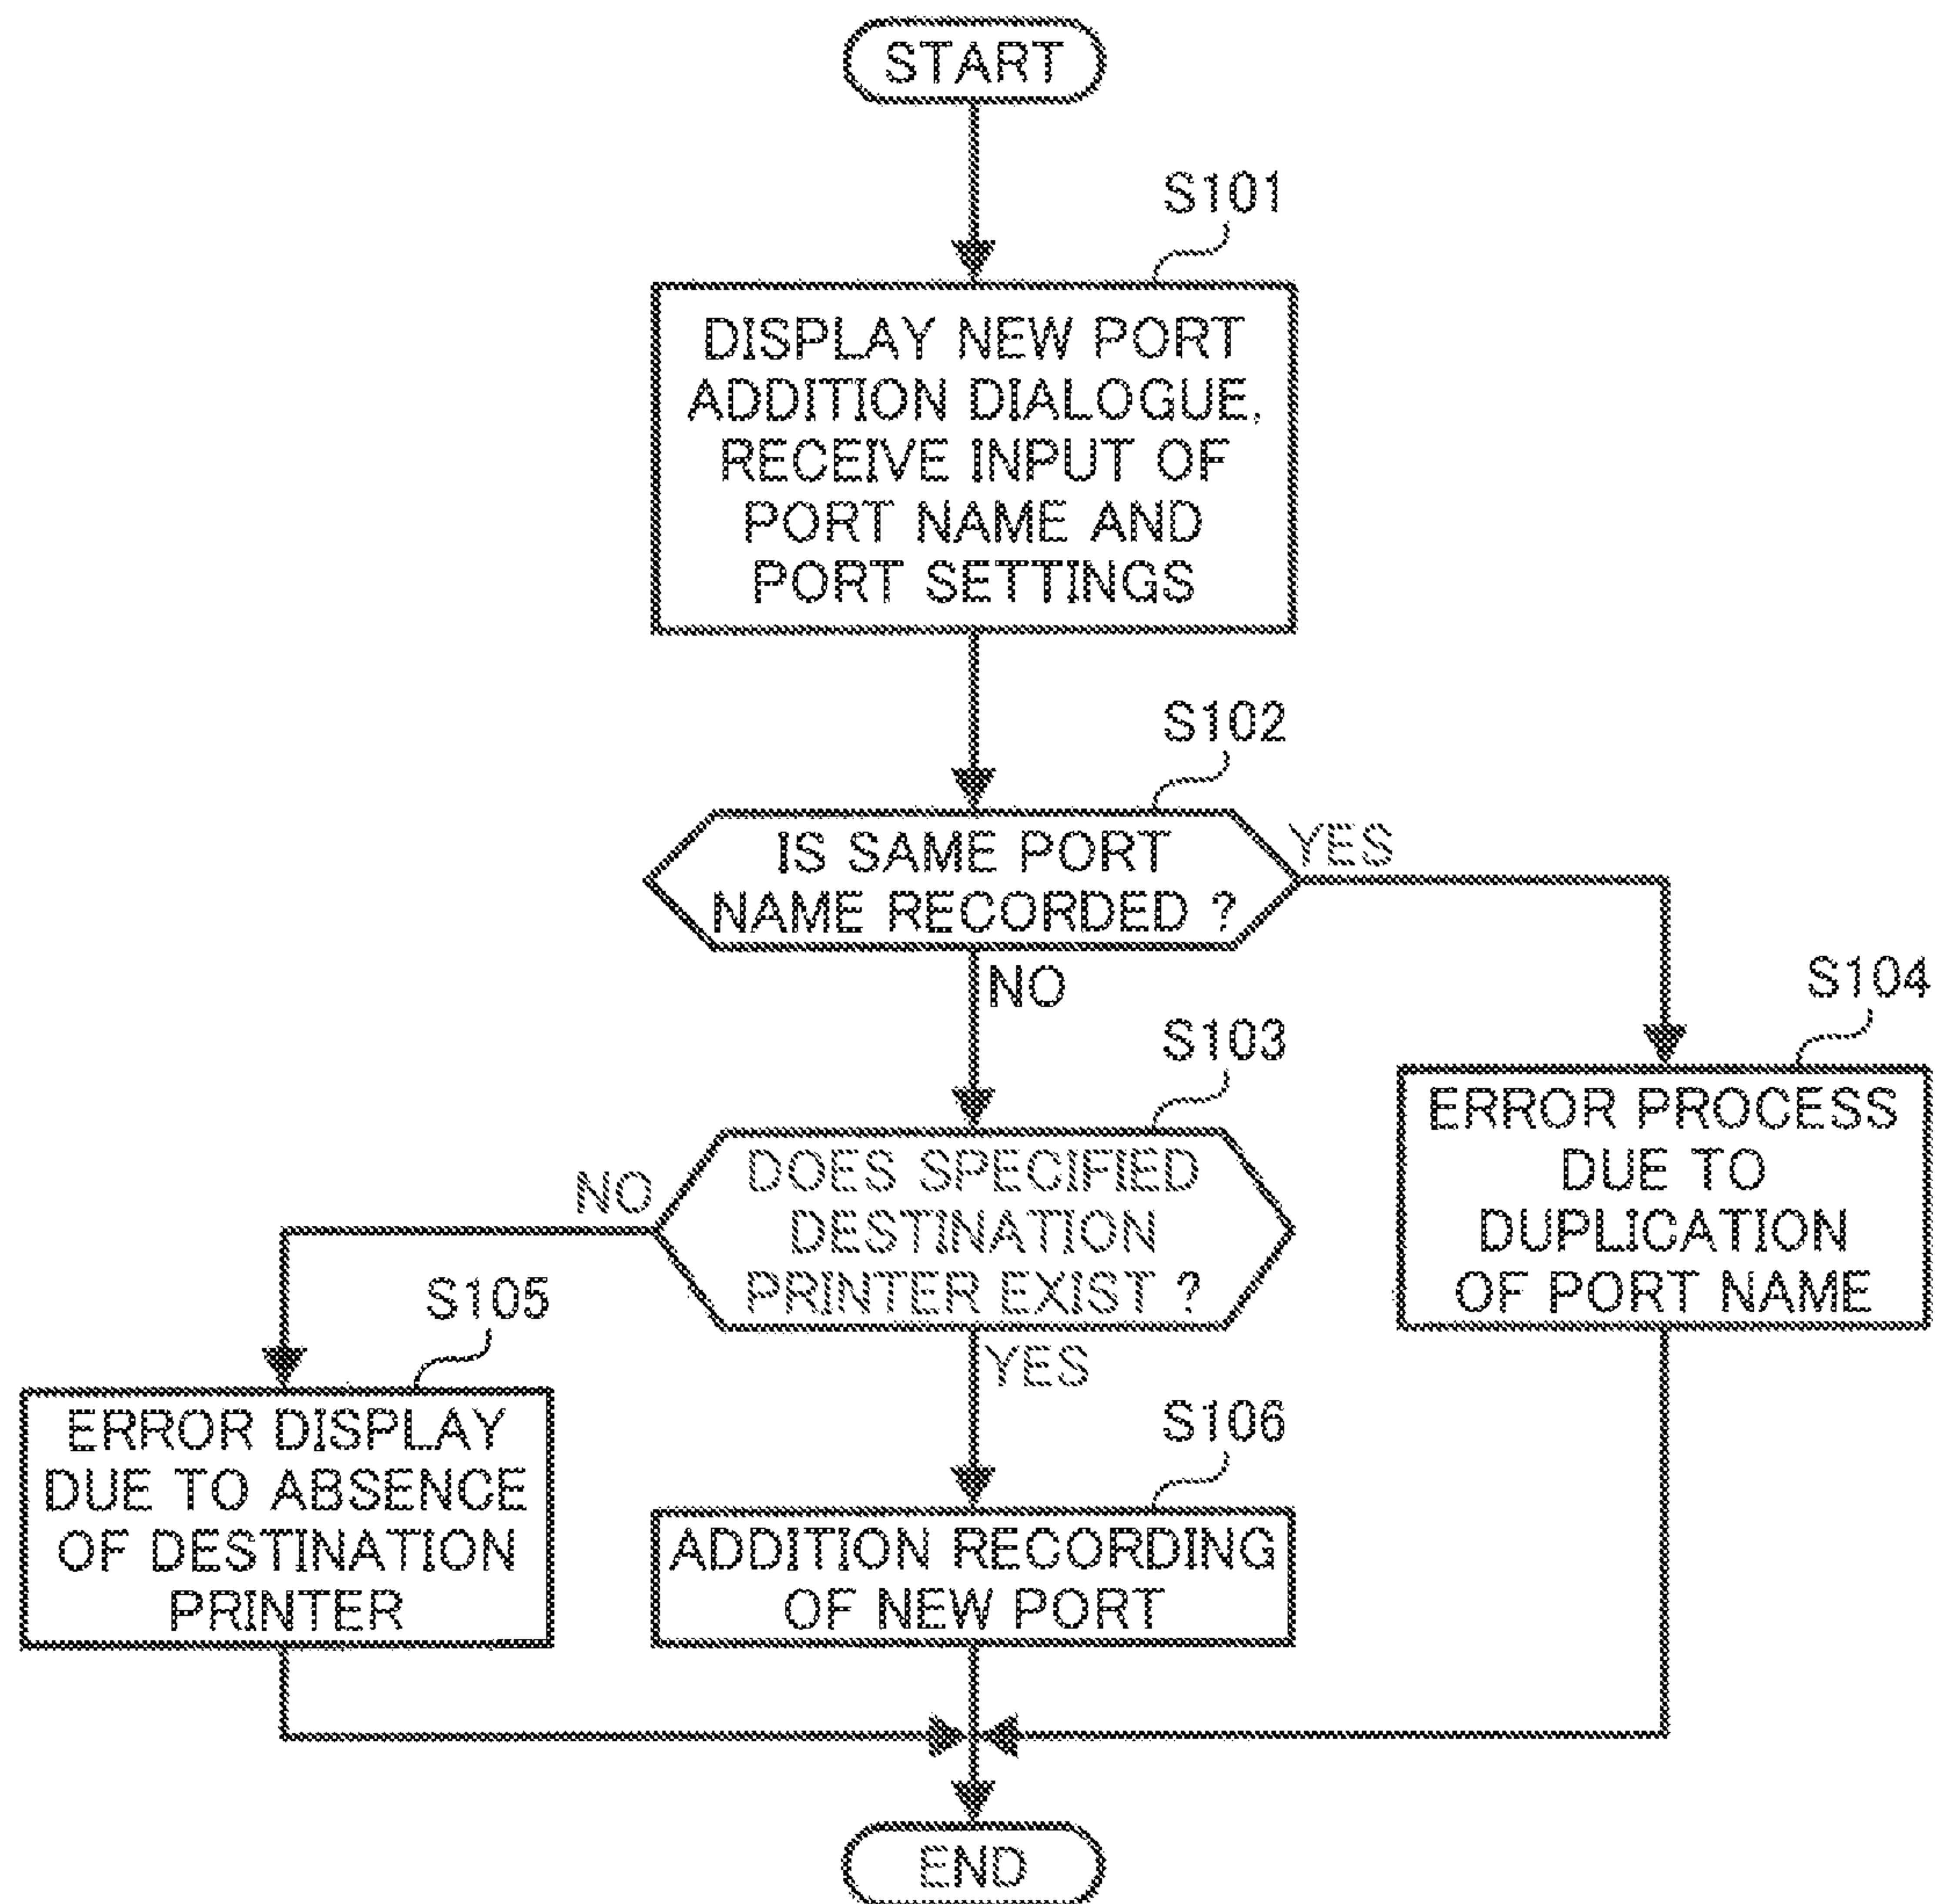 START
S101
DISPLAY NEW PORT
ADDITION DIALOGUE,
RECEIVE INPUT OF
PORT NAME AND
PORT SETTINGS
S102
IS SAME PORT
NAME RECORDED ?
YES
NO
S103
S104
DOES SPECIFIED
DESTINATION
PRINTER EXIST ?
NO
YES
ERROR PROCESS
DUE TO
DUPLICATION
OF PORT NAME
S105
ERROR DISPLAY
DUE TO ABSENCE
OF DESTINATION
PRINTER
S106
ADDITION RECORDING
OF NEW PORT
END